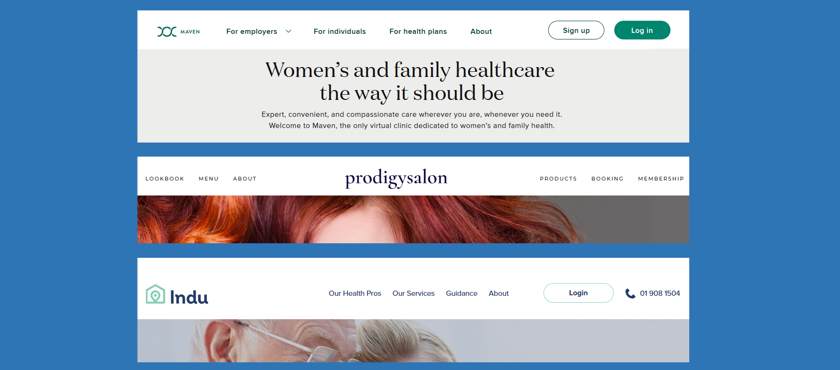 MAVEN For employers For individuals For health plans About Sign up Log in
Women's and family healthcare
the way it should be
Expert, convenient, and compassionate care wherever you are, whenever you need it.
Welcome to Maven, the only virtual clinic dedicated to women's and family health.
LOOKBOOK MENU ABOUT prodigysalon PRODUCTS BOOKING MEMBERSHIP
Indu Our Health Pros Our Services Guidance About Login 01 908 1504